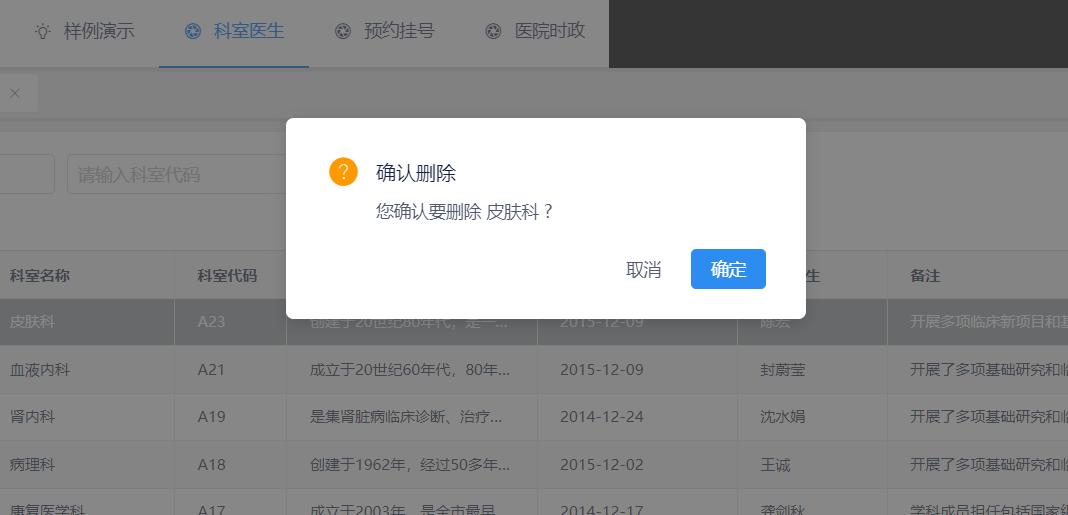 样例演示 科室医生 预约挂号 医院时政
请输入科室代码
确认删除
您确认要删除 皮肤科？
取消 确定
科室名称 科室代码 生 备注
皮肤科 A23 创建于20世纪80年代，是一... 2015-12-09 陈宏 开展多项临床新项目和基
血液内科 A21 成立于20世纪60年代，80年... 2015-12-09 封蔚莹 开展了多项基础研究和临
肾内科 A19 是集肾脏病临床诊断、治疗... 2014-12-24 沈水娟 开展了多项基础研究和临
病理科 A18 创建于1962年，经过50多年... 2015-12-02 王诚 开展了多项基础研究和临
康复医学科 A17 成立于2003年，是全市最早... 2014-12-17 龚剑秋 学科成员担任包括国家级